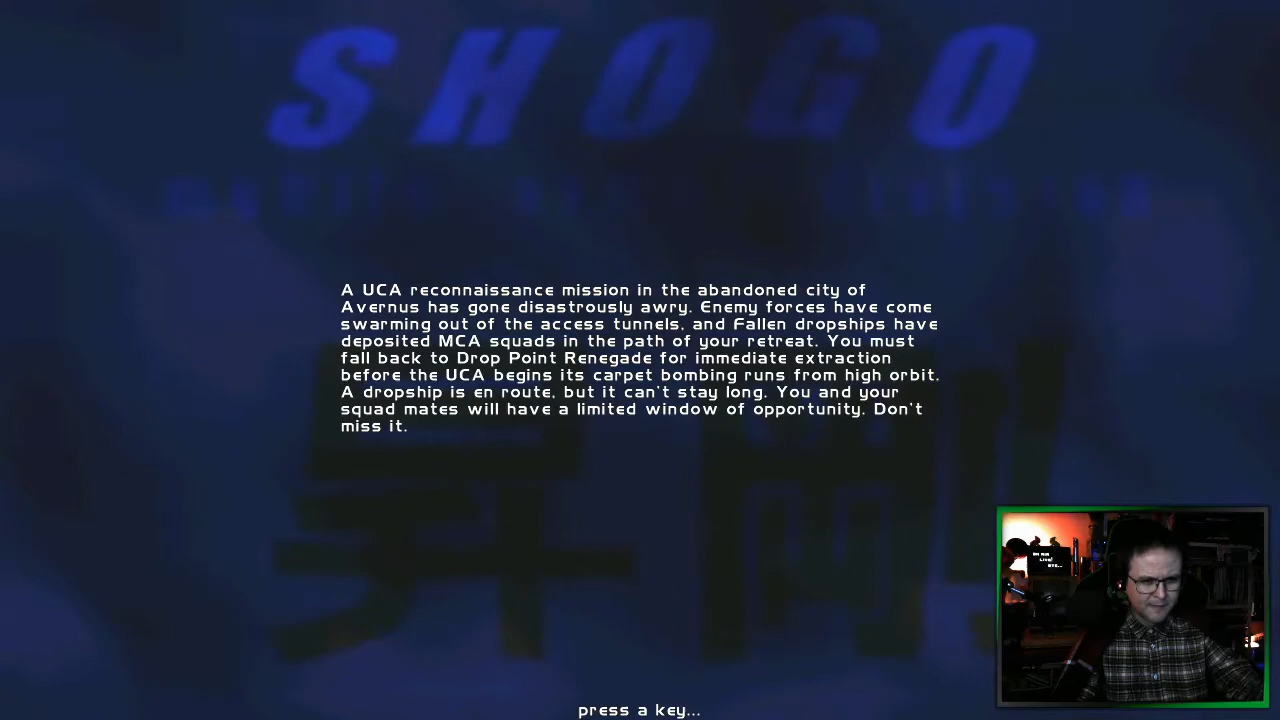 SHOGO
A UCA reconnaissance mission in the abandoned city of
Avernus has gone disastrously awry. Enemy forces have come
swarming out of the access tunnels, and Fallen dropships have
deposited MCA squads in the path of your retreat. You must
fall back to Drop Point Renegade for immediate extraction
before the UCA begins its carpet bombing runs from high orbit.
A dropship is en route, but it can't stay long. You and your
squad mates will have a limited window of opportunity. Don't
miss it.
press a key...